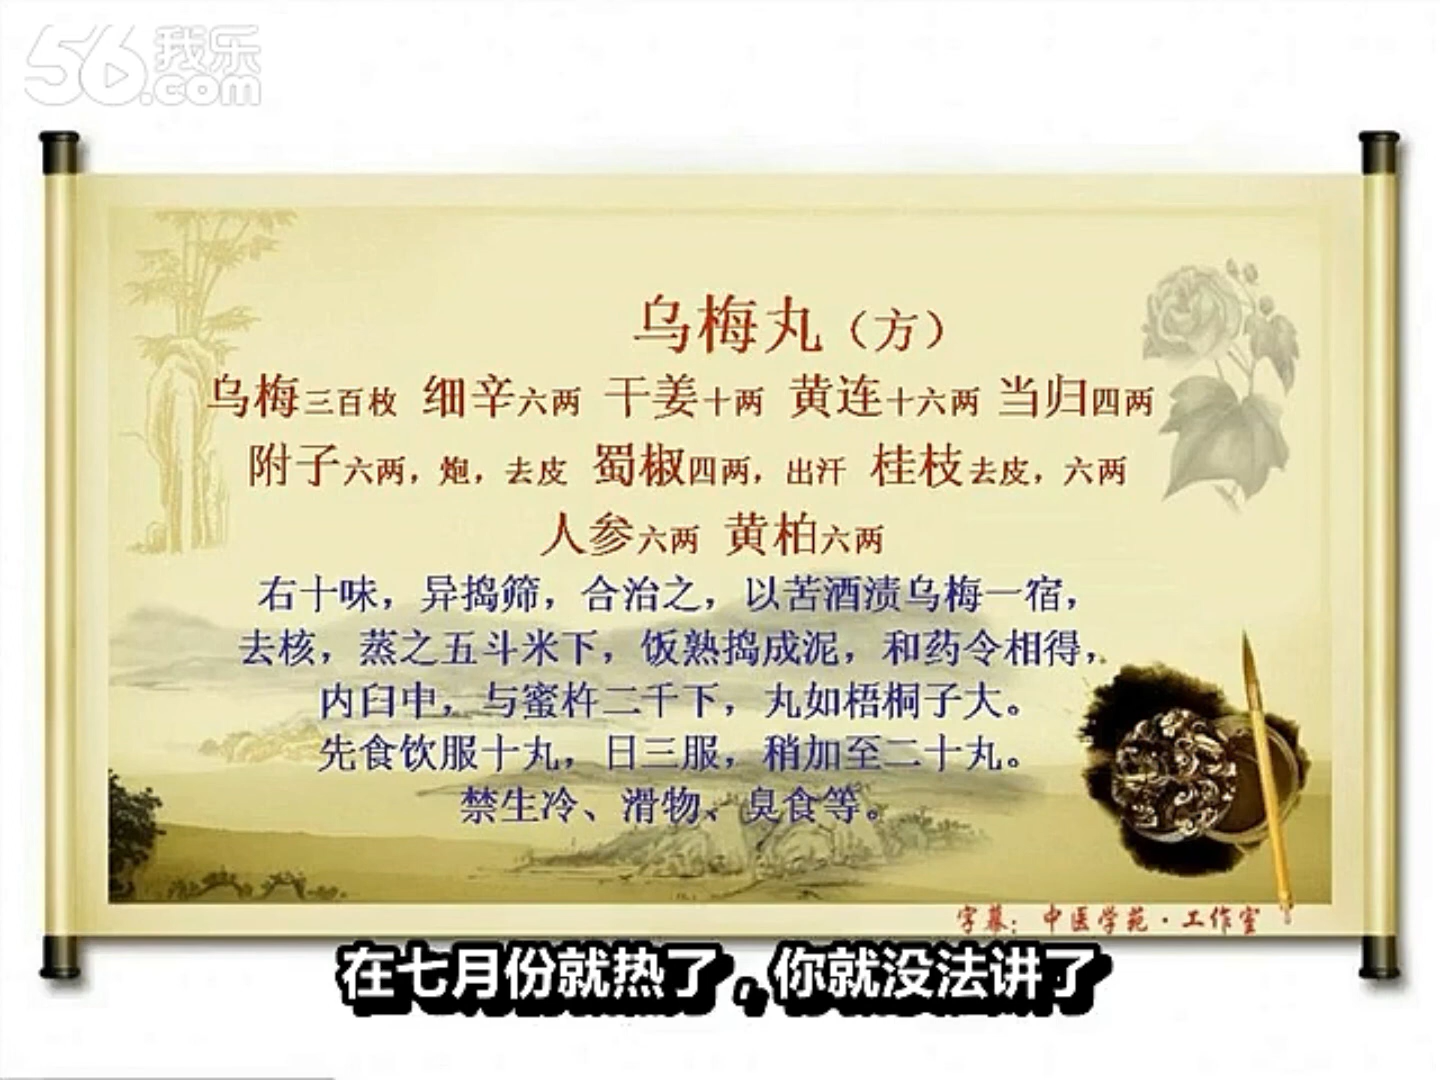 56我乐
.com
乌梅丸（方）
乌梅三百枚 细辛六两 干姜十两 黄连十六两 当归四两
附子六两，炮，去皮 蜀椒四两，出汗 桂枝去皮，六两
人参六两 黄柏六两
右十味，异捣筛，合治之，以苦酒渍乌梅一宿，
去核，蒸之五斗米下，饭熟捣成泥，和药令相得，
内臼中，与蜜杵二千下，丸如梧桐子大。
先食饮服十丸，日三服，稍加至二十丸。
禁生冷、滑物、臭食等。
字幕：中医学苑·工作室
在七月份就热了，你就没法讲了